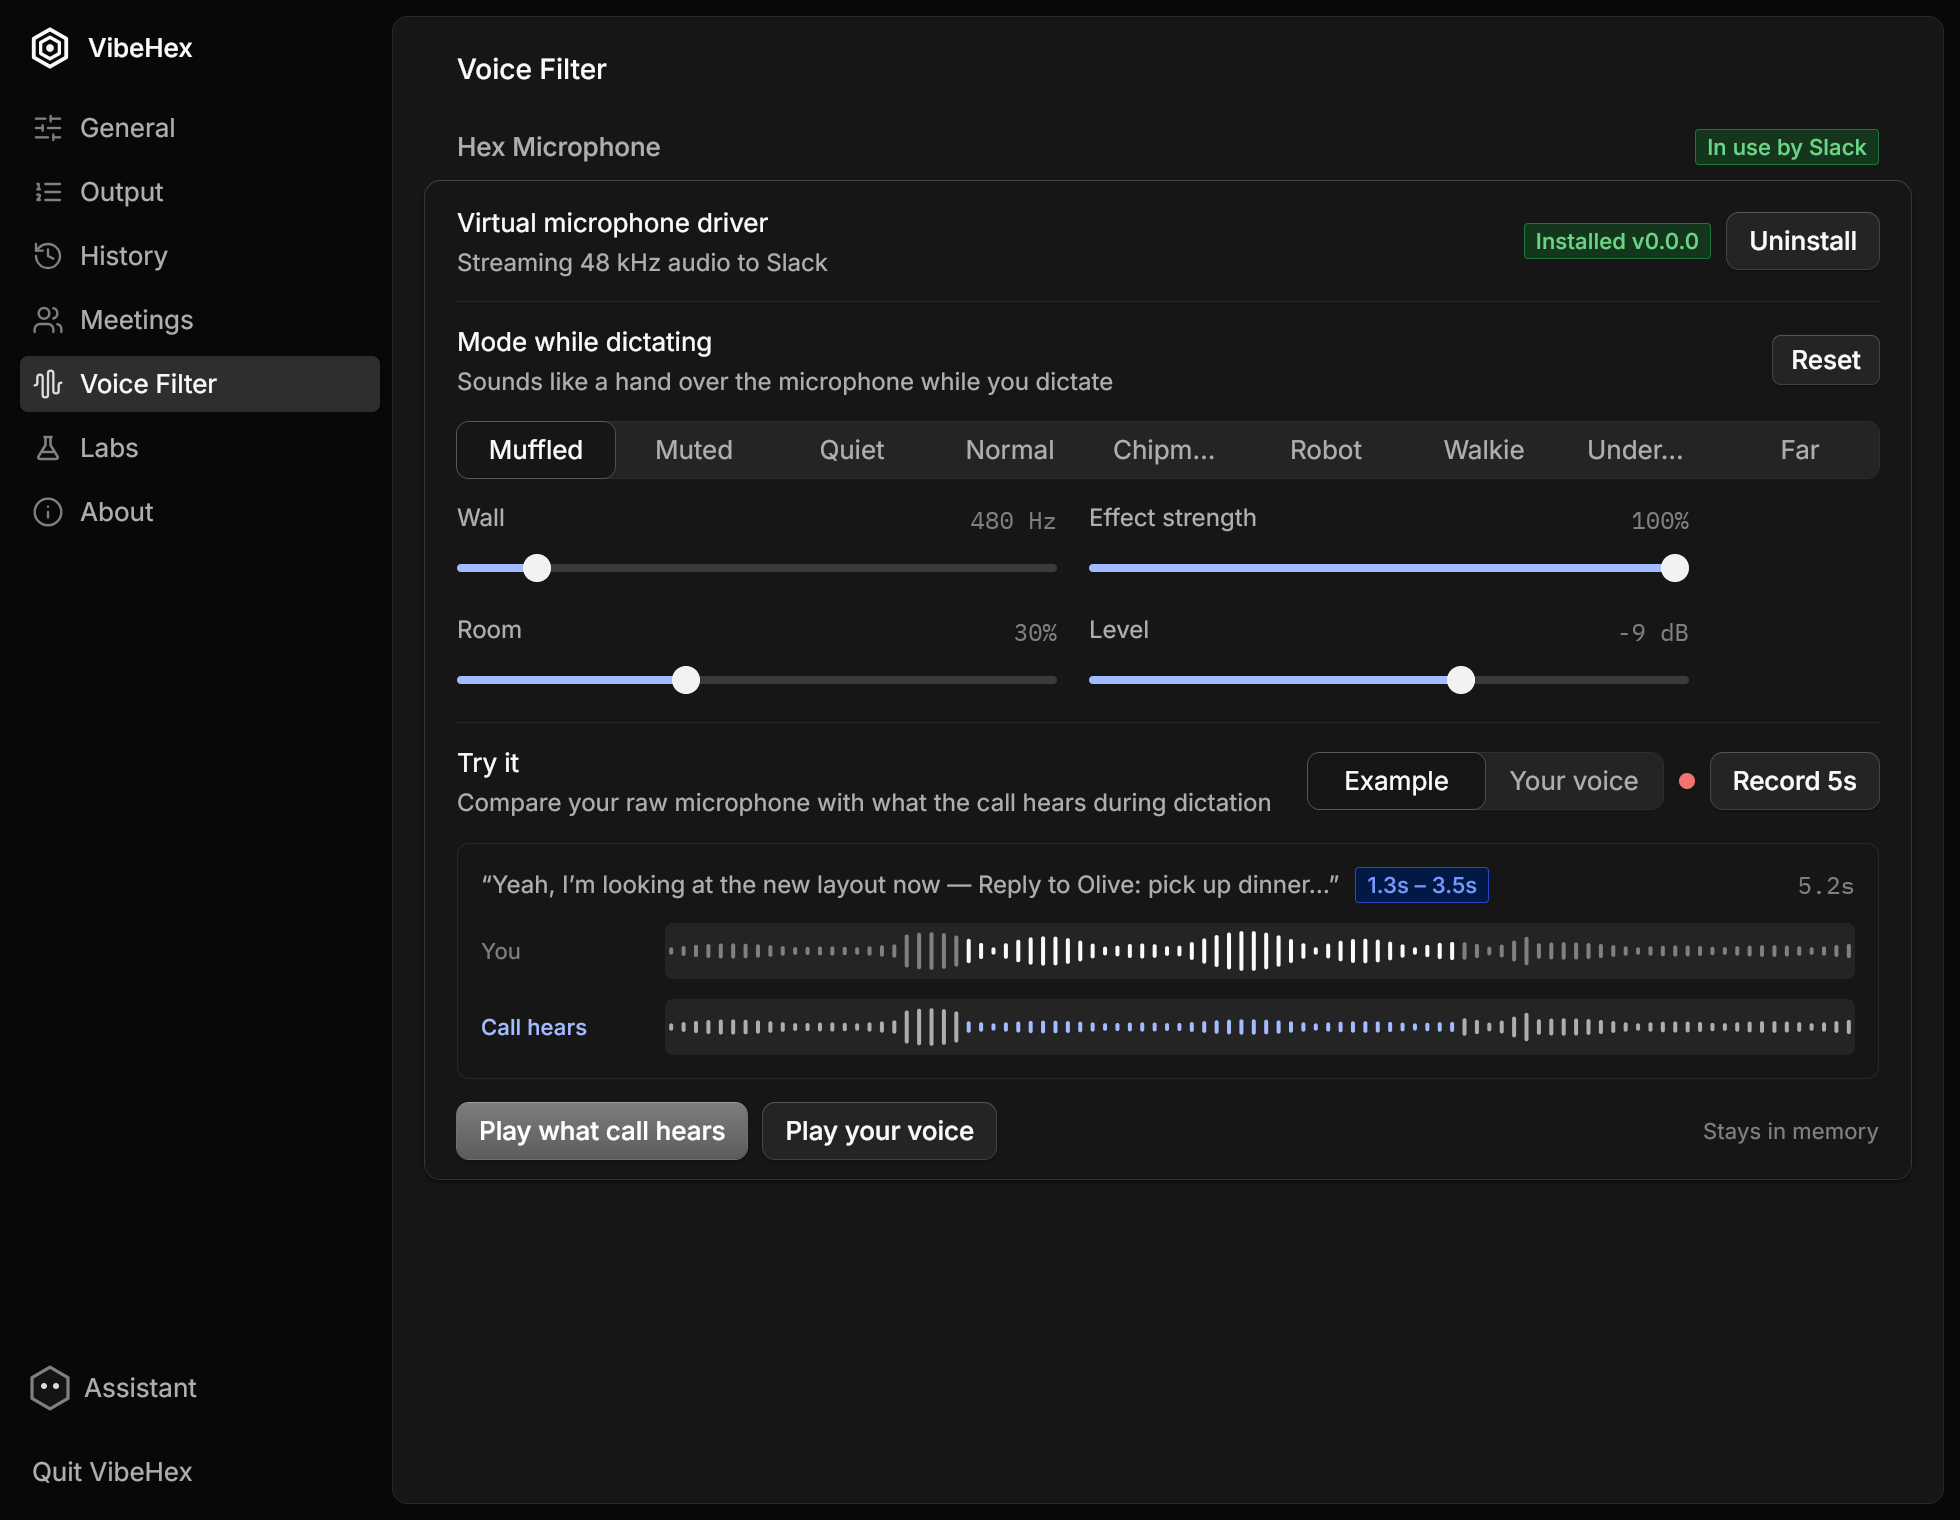 VibeHex
General
Output
History
Meetings
Voice Filter
Labs
About
Assistant
Quit VibeHex
Voice Filter
Hex Microphone
In use by Slack
Virtual microphone driver
Streaming 48 kHz audio to Slack
Installed v0.0.0
Uninstall
Mode while dictating
Sounds like a hand over the microphone while you dictate
Reset
Muffled Muted Quiet Normal Chipm... Robot Walkie Under... Far
Wall 480 Hz Effect strength 100%
Room 30% Level -9 dB
Try it
Compare your raw microphone with what the call hears during dictation
Example Your voice Record 5s
“Yeah, I’m looking at the new layout now — Reply to Olive: pick up dinner...” 1.3s – 3.5s 5.2s
You
Call hears
Play what call hears Play your voice Stays in memory